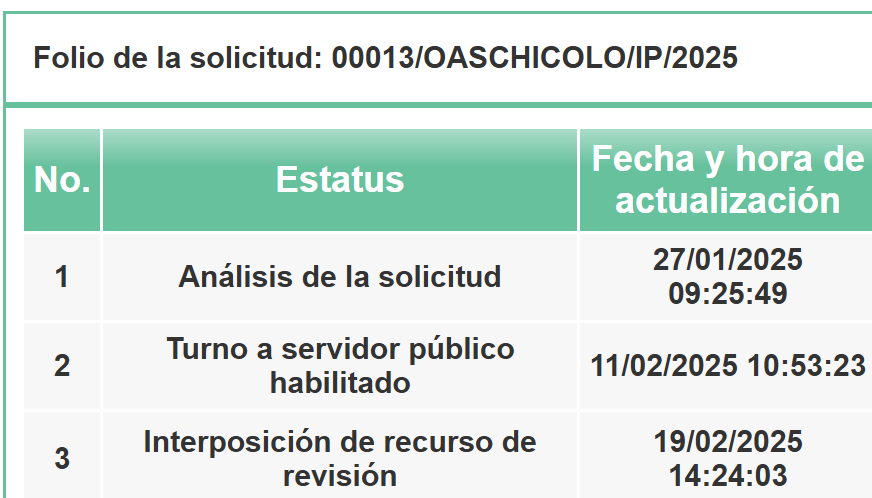 Folio de la solicitud: 00013/OASCHICOLO/IP/2025
No.
Estatus
Fecha y hora de
actualización
1
Análisis de la solicitud
27/01/2025
09:25:49
2
Turno a servidor público
habilitado
11/02/2025 10:53:23
3
Interposición de recurso de
revisión
19/02/2025
14:24:03